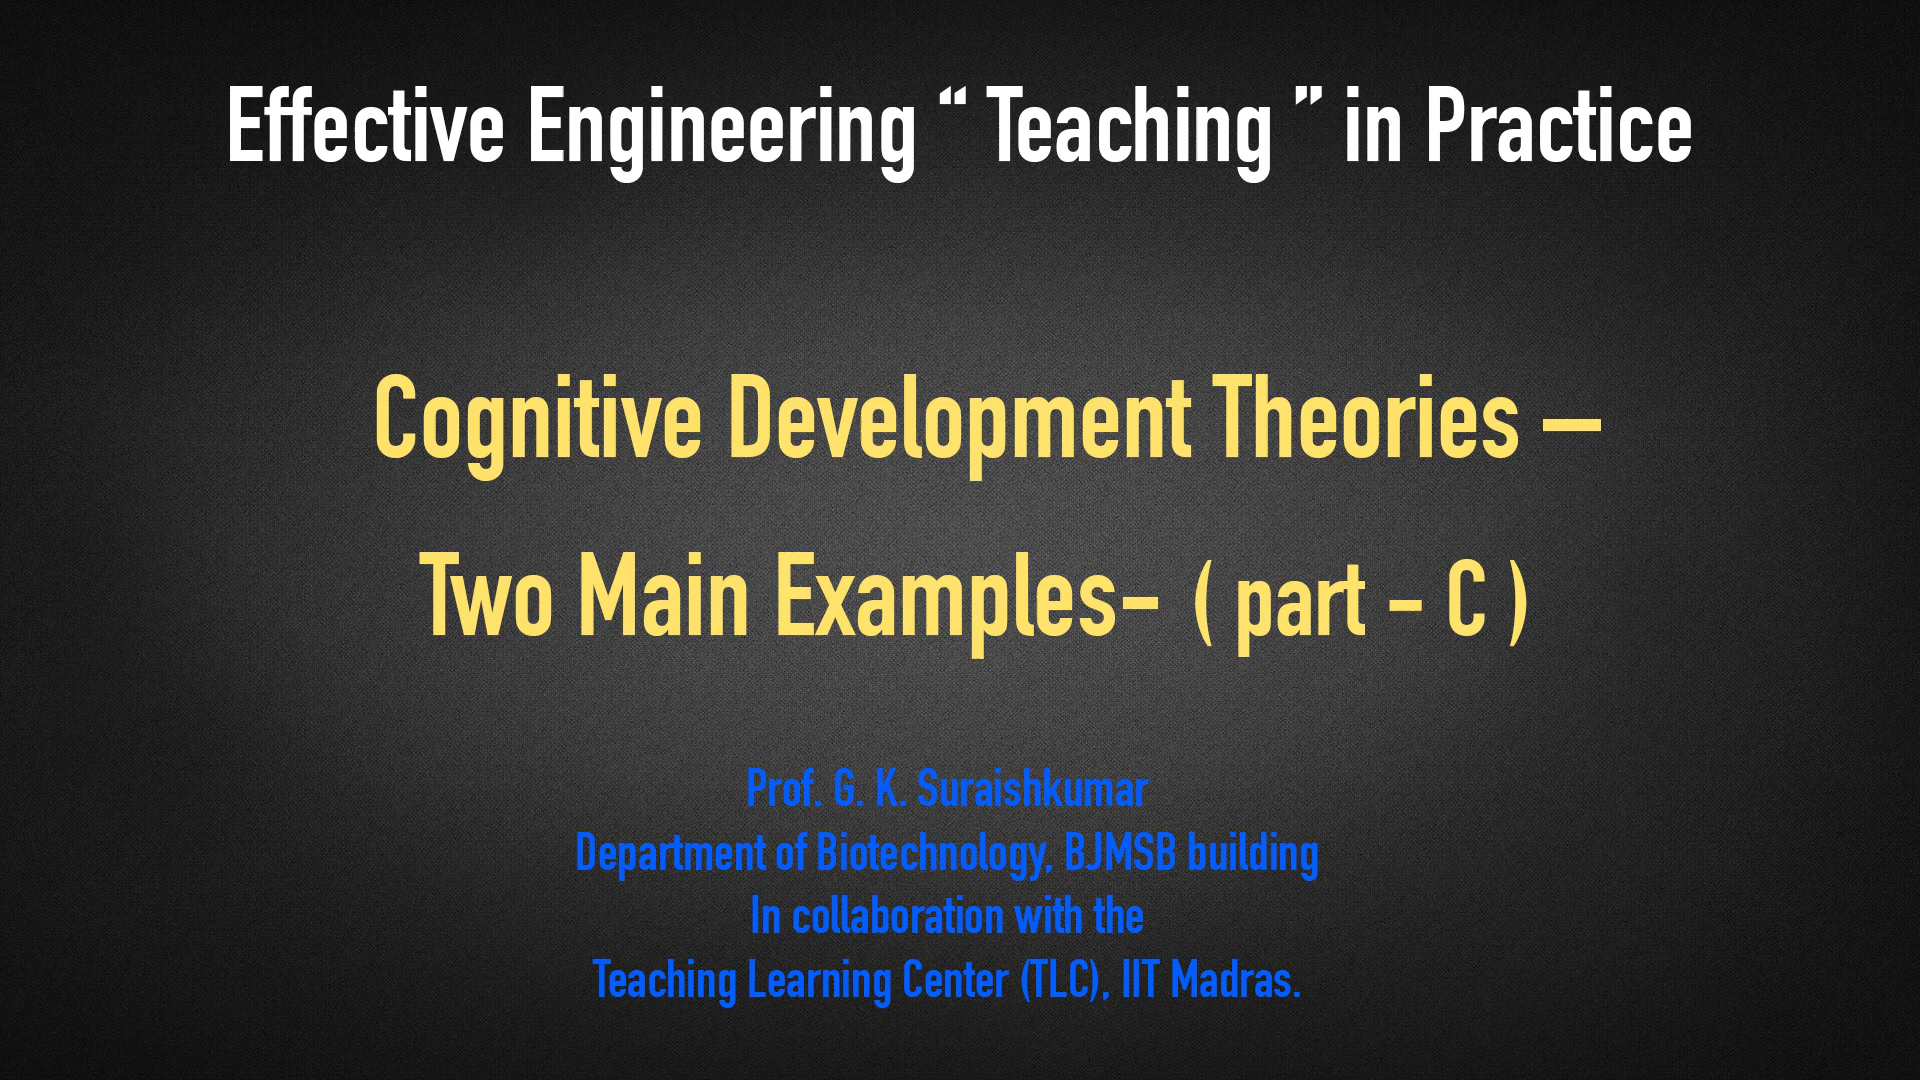 Effective Engineering “ Teaching ” in Practice
Cognitive Development Theories –
Two Main Examples- ( part - C )
Prof. G. K. Suraishkumar
Department of Biotechnology, BJMSB building
In collaboration with the
Teaching Learning Center (TLC), IIT Madras.